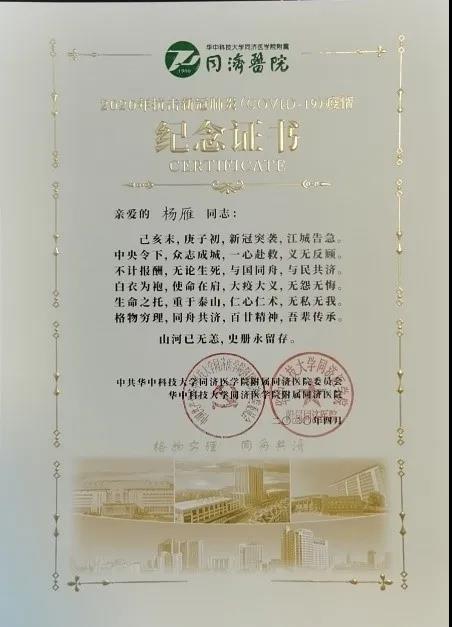 华中科技大学同济医学院附属
同濟醫院
1900
2020年抗击新冠肺炎(COVID-19)疫情
纪念证书
CERTIFICATE
亲爱的 杨雁 同志:
己亥末,庚子初,新冠突袭,江城告急。
中央令下,众志成城,一心赴救,义无反顾。
不计报酬,无论生死,与国同舟,与民共济。
白衣为袍,使命在肩,大疫大义,无怨无悔。
生命之托,重于泰山,仁心仁术,无私无我。
格物穷理,同舟共济,百廿精神,吾辈传承。
山河已无恙,史册永留存。
中共华中科技大学同济医学院附属同济医院委员会
华中科技大学同济医学院附属同济医院
二〇二〇年四月
格物穷理 同舟共济